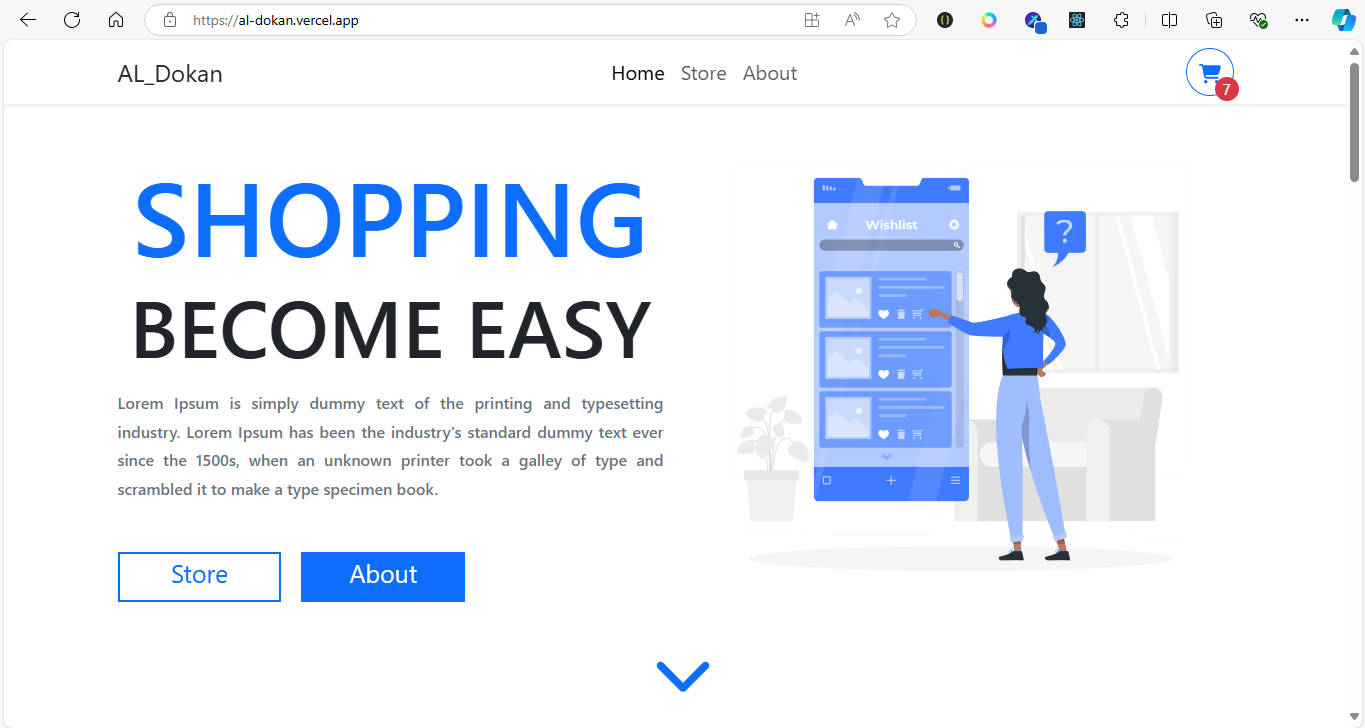 https://al-dokan.vercel.app
AL_Dokan
Home Store About
7
SHOPPING
BECOME EASY
Lorem Ipsum is simply dummy text of the printing and typesetting
industry. Lorem Ipsum has been the industry's standard dummy text ever
since the 1500s, when an unknown printer took a galley of type and
scrambled it to make a type specimen book.
Store
About
Wishlist
?